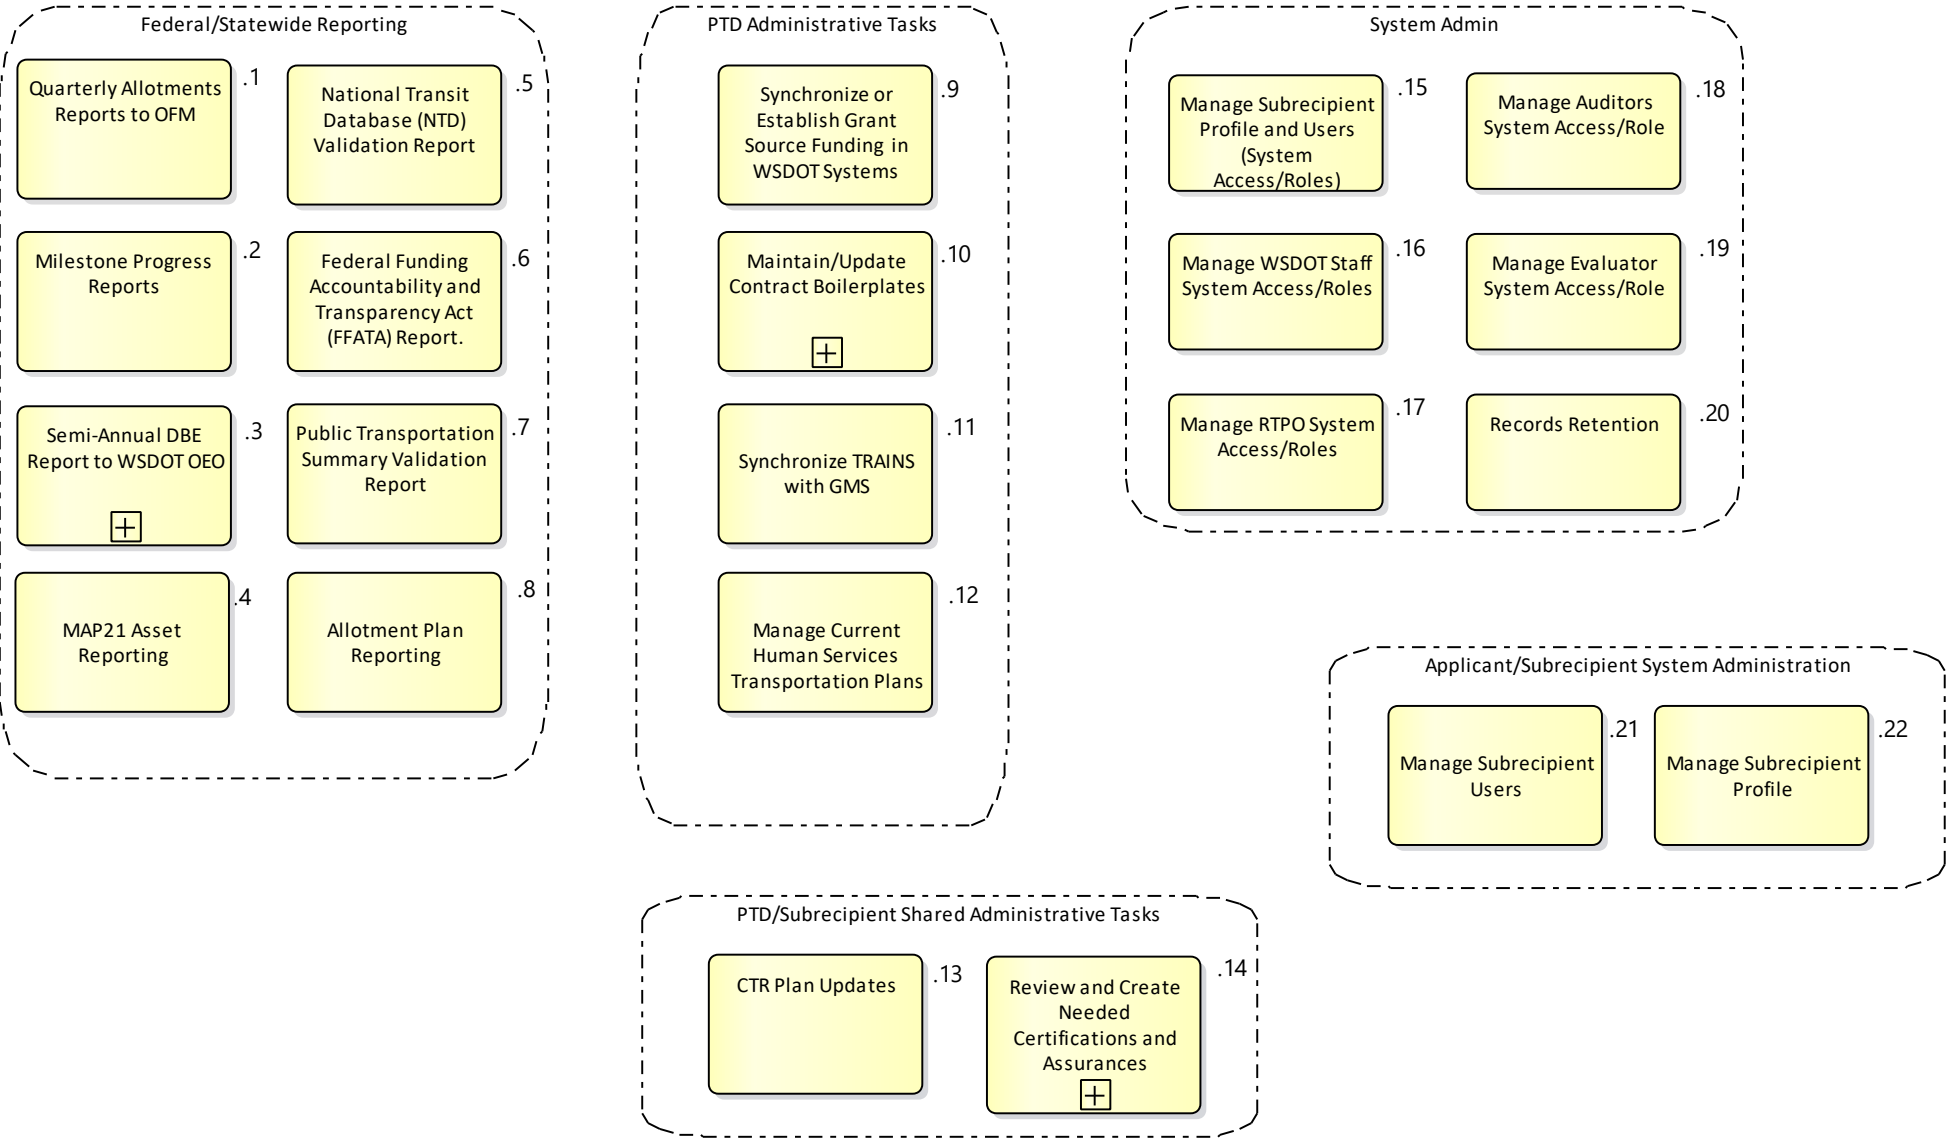 Federal/Statewide Reporting
Quarterly Allotments
Reports to OFM
.1
National Transit
Database (NTD)
Validation Report
.5
Milestone Progress
Reports
.2
Federal Funding
Accountability and
Transparency Act
(FFATA) Report.
.6
Semi-Annual DBE
Report to WSDOT OEO
.3
Public Transportation
Summary Validation
Report
.7
MAP21 Asset
Reporting
.4
Allotment Plan
Reporting
.8
PTD Administrative Tasks
Synchronize or
Establish Grant
Source Funding in
WSDOT Systems
.9
Maintain/Update
Contract Boilerplates
.10
Synchronize TRAINS
with GMS
.11
Manage Current
Human Services
Transportation Plans
.12
System Admin
Manage Subrecipient
Profile and Users
(System
Access/Roles)
.15
Manage Auditors
System Access/Role
.18
Manage WSDOT Staff
System Access/Roles
.16
Manage Evaluator
System Access/Role
.19
Manage RTPO System
Access/Roles
.17
Records Retention
.20
Applicant/Subrecipient System Administration
Manage Subrecipient
Users
.21
Manage Subrecipient
Profile
.22
PTD/Subrecipient Shared Administrative Tasks
CTR Plan Updates
.13
Review and Create
Needed
Certifications and
Assurances
.14